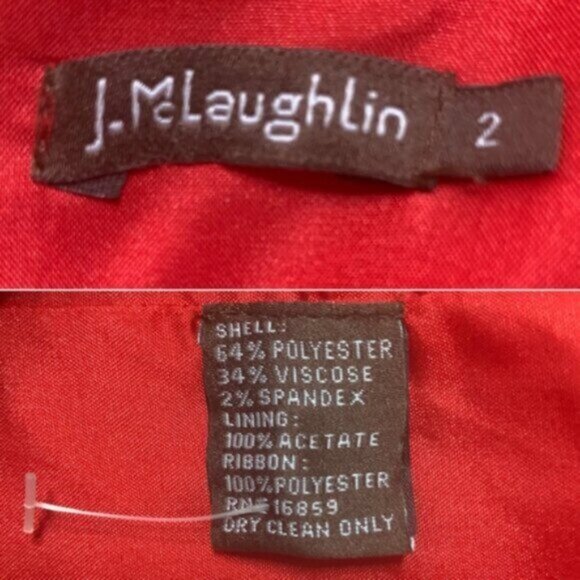 J.McLaughlin
2
SHELL:
64% POLYESTER
34% VISCOSE
2% SPANDEX
LINING:
100% ACETATE
RIBBON:
100% POLYESTER
RN# 16859
DRY CLEAN ONLY